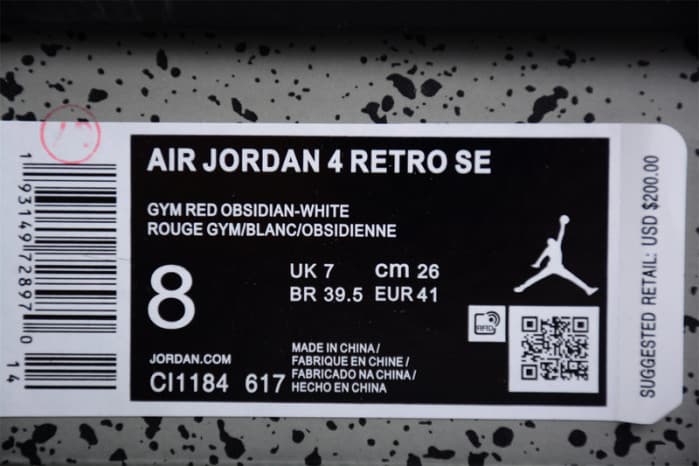 AIR JORDAN 4 RETRO SE
GYM RED OBSIDIAN-WHITE
ROUGE GYM/BLANC/OBSIDIENNE
8
UK 7 cm 26
BR 39.5 EUR 41
JORDAN.COM
CI1184 617
MADE IN CHINA /
FABRIQUE EN CHINE /
FABRICADO NA CHINA /
HECHO EN CHINA
RFID
SUGGESTED RETAIL: USD $200.00
1 93149 72897 0
14